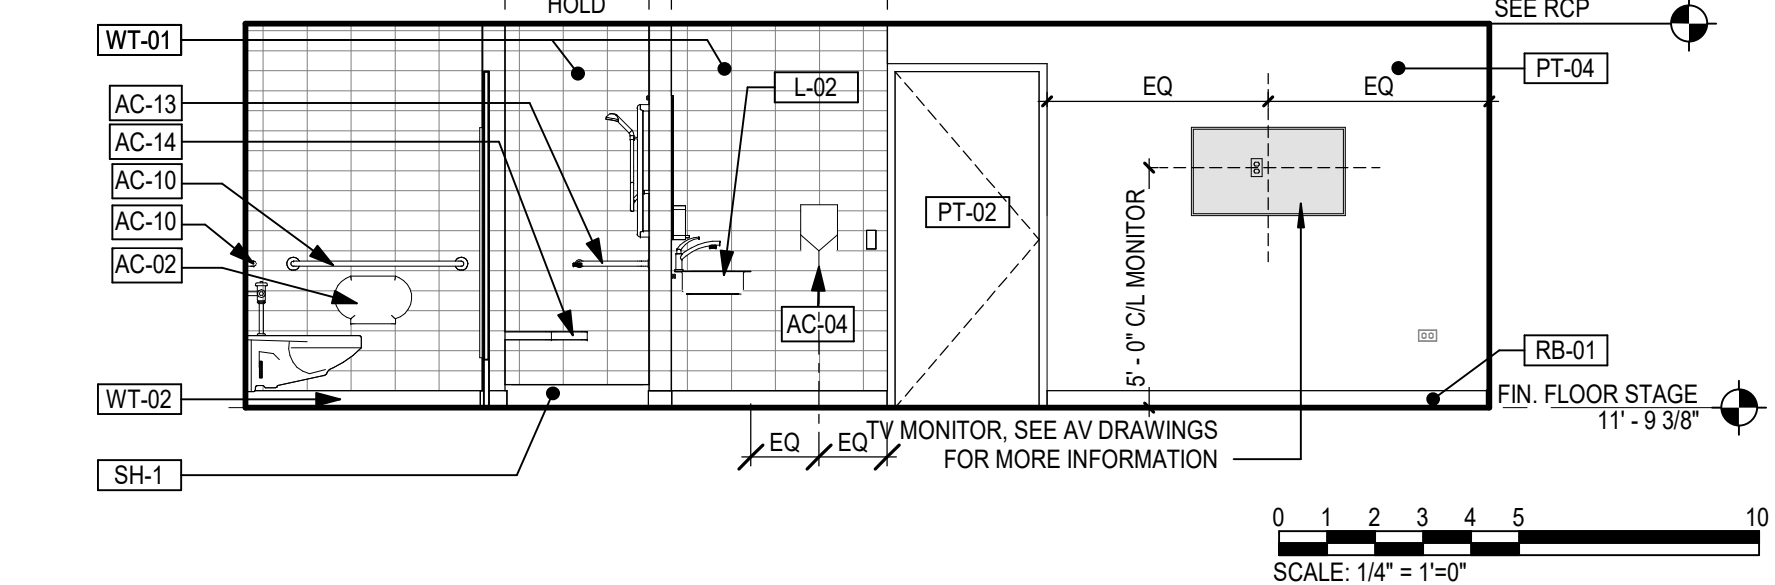 HOLD
SEE RCP
WT-01
PT-04
L-02
EQ
EQ
AC-13
AC-14
AC-10
PT-02
AC-10
5' - 0" C/L MONITOR
AC-02
AC-04
RB-01
WT-02
FIN. FLOOR STAGE
11' - 9 3/8"
EQ
EQ
TV MONITOR, SEE AV DRAWINGS
FOR MORE INFORMATION
SH-1
0 1 2 3 4 5 10
SCALE: 1/4" = 1'=0"